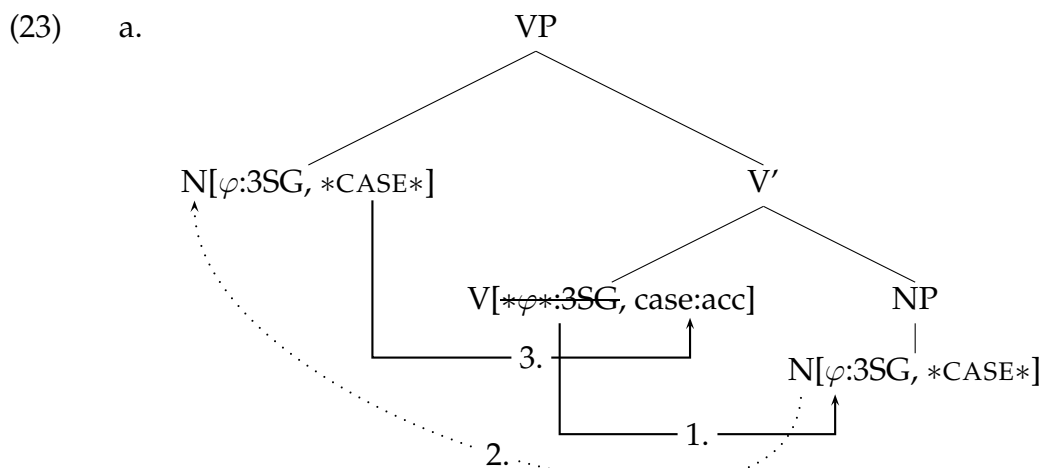 (23) a. VP
N[φ:3SG, *CASE*] V'
V[*φ*:3SG, case:acc] NP
3. N[φ:3SG, *CASE*]
1.
2.